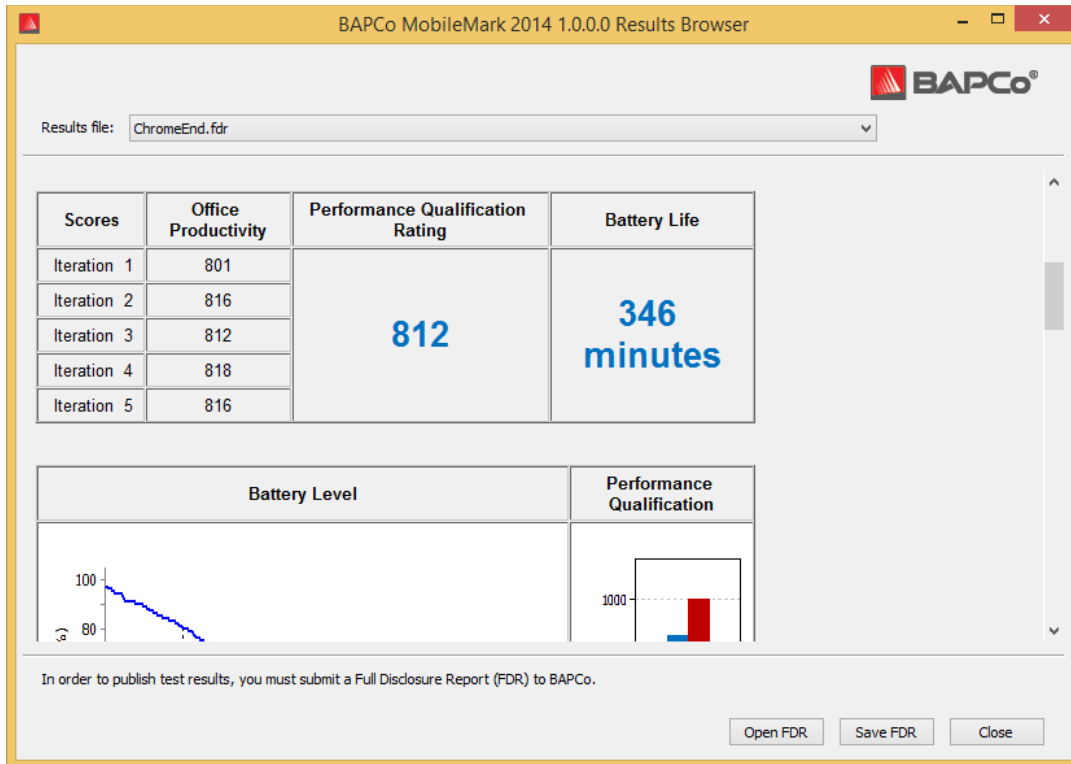 BAPCo MobileMark 2014 1.0.0.0 Results Browser
BAPCo®
Results file: ChromeEnd.fdr
Scores Office Productivity Performance Qualification Rating Battery Life
Iteration 1 801
Iteration 2 816
Iteration 3 812
Iteration 4 818
Iteration 5 816
812
346
minutes
Battery Level
Performance
Qualification
100
80
1000
In order to publish test results, you must submit a Full Disclosure Report (FDR) to BAPCo.
Open FDR Save FDR Close